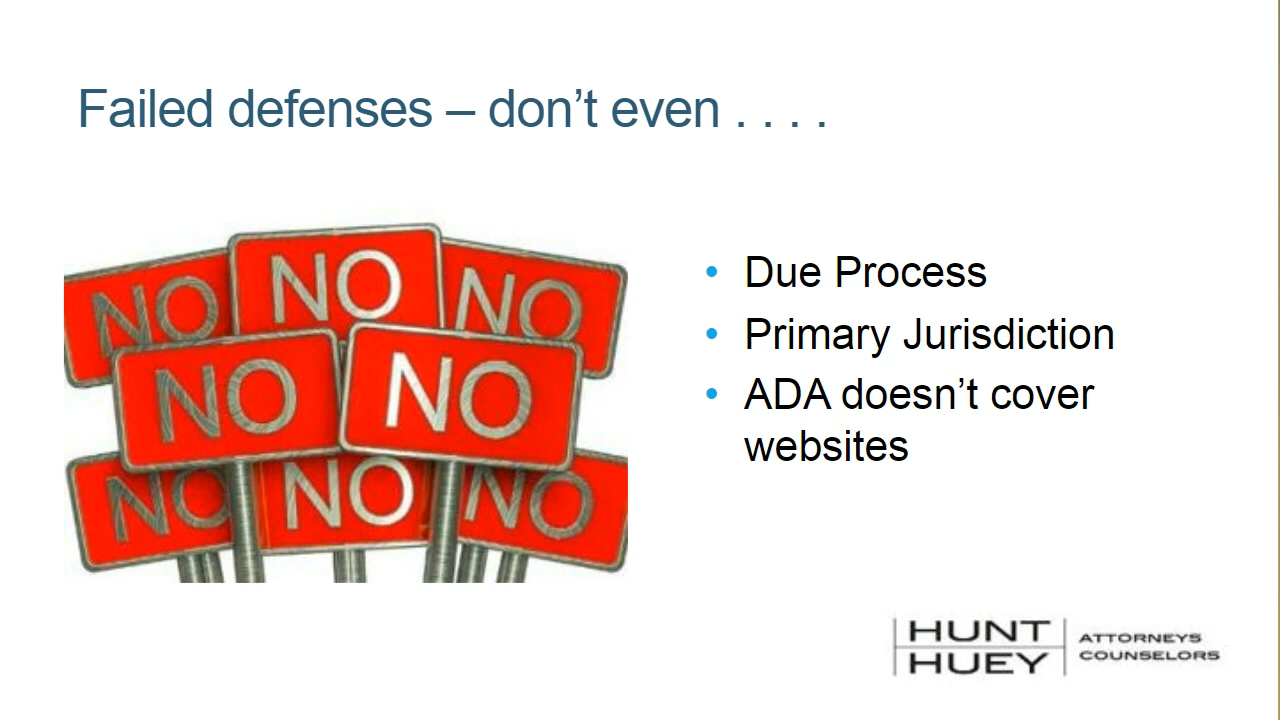 Failed defenses – don’t even . . . .
NO NO NO
NO NO
NO NO NO
• Due Process
• Primary Jurisdiction
• ADA doesn’t cover
websites
HUNT
HUEY
ATTORNEYS
COUNSELORS